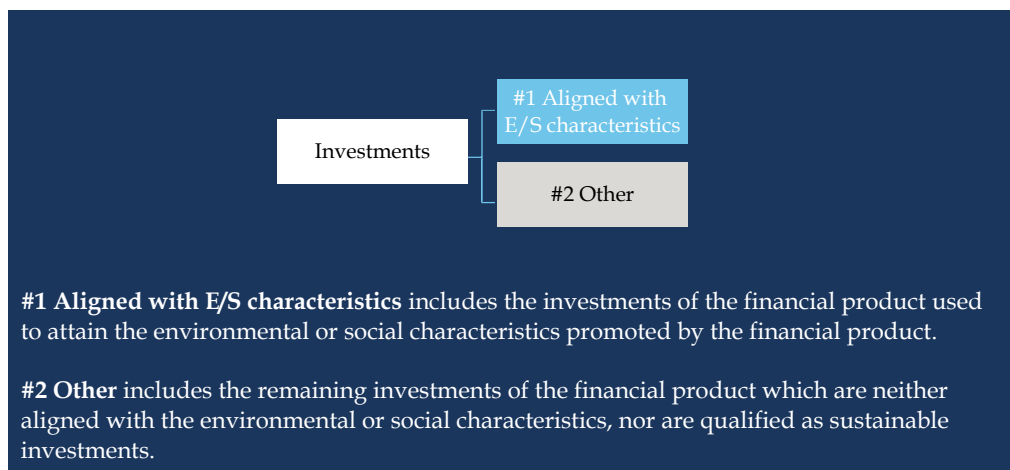 #1 Aligned with
E/S characteristics
Investments
#2 Other
#1 Aligned with E/S characteristics includes the investments of the financial product used
to attain the environmental or social characteristics promoted by the financial product.
#2 Other includes the remaining investments of the financial product which are neither
aligned with the environmental or social characteristics, nor are qualified as sustainable
investments.